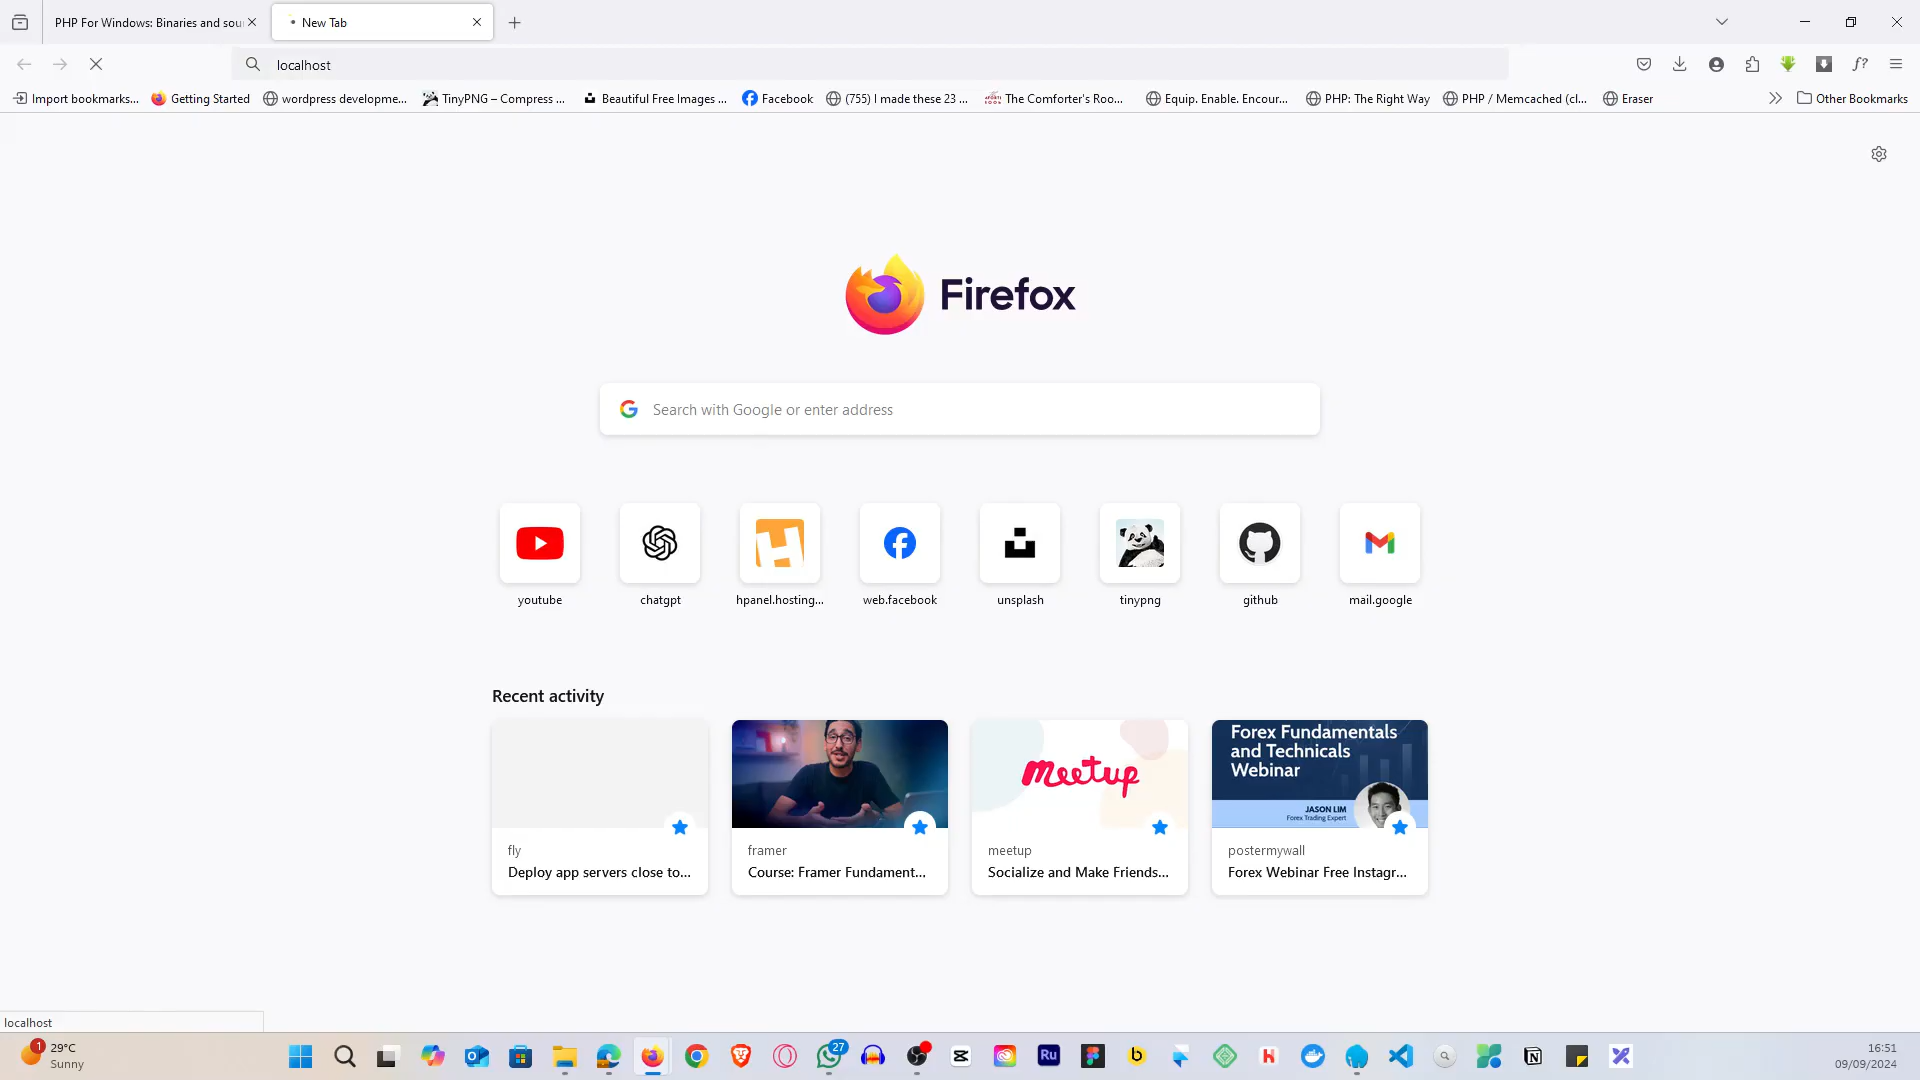 PHP For Windows: Binaries and sou
New Tab
localhost
Import bookmarks...
Getting Started
wordpress developme...
TinyPNG – Compress ...
Beautiful Free Images ...
Facebook
(755) I made these 23 ...
The Comforter's Roo...
Equip. Enable. Encour...
PHP: The Right Way
PHP / Memcached (cl...
Eraser
Other Bookmarks
f?
Firefox
Search with Google or enter address
youtube
chatgpt
hpanel.hosting...
web.facebook
unsplash
tinypng
github
mail.google
Recent activity
meetup
Forex Fundamentals
and Technicals
Webinar
JASON LIM
Forex Trading Expert
fly
Deploy app servers close to...
framer
Course: Framer Fundament...
meetup
Socialize and Make Friends...
postermywall
Forex Webinar Free Instagr...
localhost
1
29°C
Sunny
27
Ru
16:51
09/09/2024